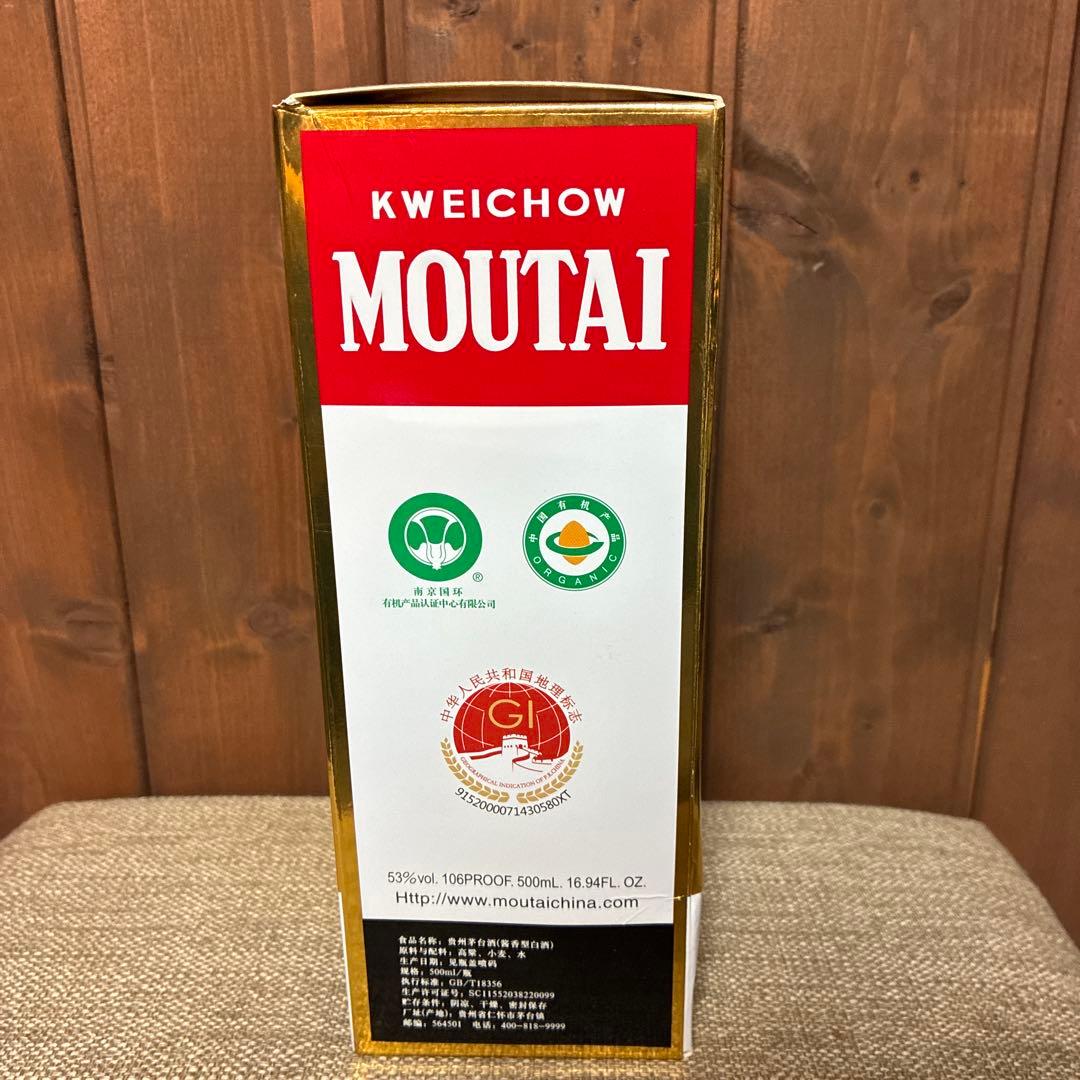 KWEICHOW
MOUTAI
南京国环
有机产品认证中心有限公司
®
中国有机产品
ORGANIC
中华人民共和国地理标志
GI
GEOGRAPHICAL INDICATION OF P.R.CHINA
9152000071430580XT
53%vol. 106PROOF. 500mL. 16.94FL. OZ.
Http://www.moutaichina.com
食品名称：贵州茅台酒(酱香型白酒)
原料与配料：高粱、小麦、水
生产日期：见瓶盖喷码
规格：500ml/瓶
执行标准：GB/T18356
生产许可证号：SC11552038220099
贮存条件：阴凉、干燥、密封保存
厂址(产地)：贵州省仁怀市茅台镇
邮编：564501 电话：400-818-9999